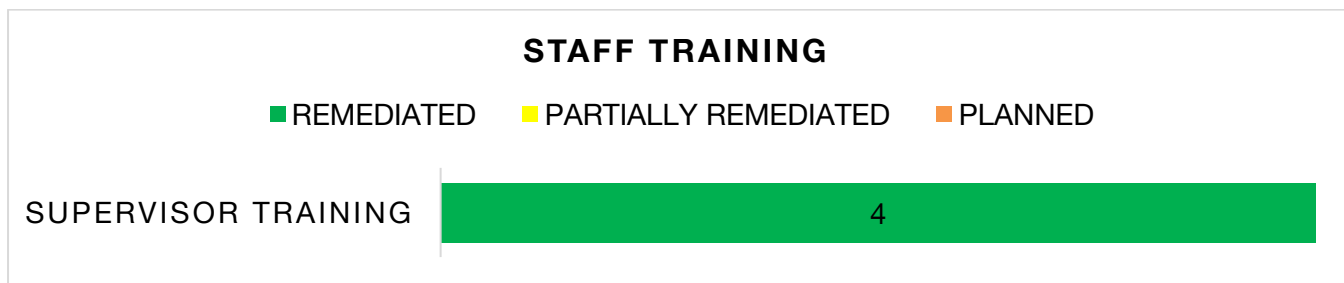 STAFF TRAINING
REMEDIATED PARTIALLY REMEDIATED PLANNED
SUPERVISOR TRAINING 4